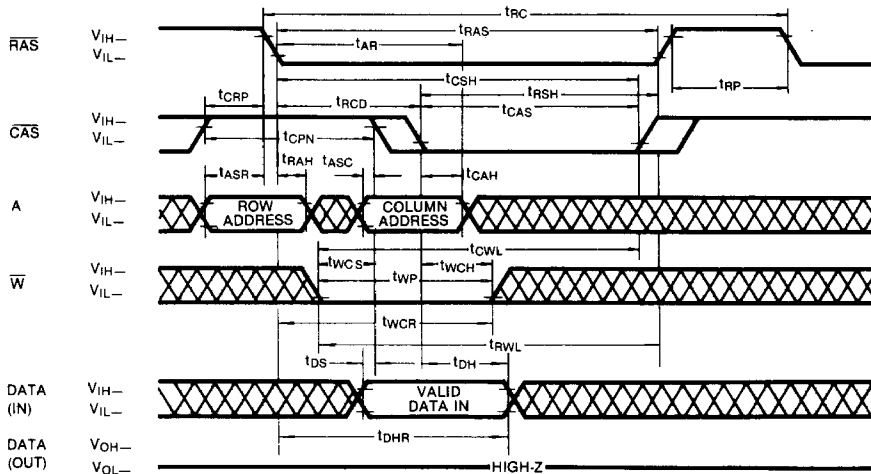 tRC
RAS VIH— tRAS
tAR
VIL—
tCSH
tRSH
tCRP tRCD tCAS tRP
CAS VIH—
tCPN
VIL—
tASR tRAH tASC tCAH
A VIH— ROW ADDRESS COLUMN ADDRESS
VIL—
tCWL
tWCS tWCH
W VIH— tWP
VIL—
tWCR
tRWL
tDS tDH
DATA (IN) VIH— VALID DATA IN
VIL—
tDHR
DATA (OUT) VOH—
VOL— HIGH-Z